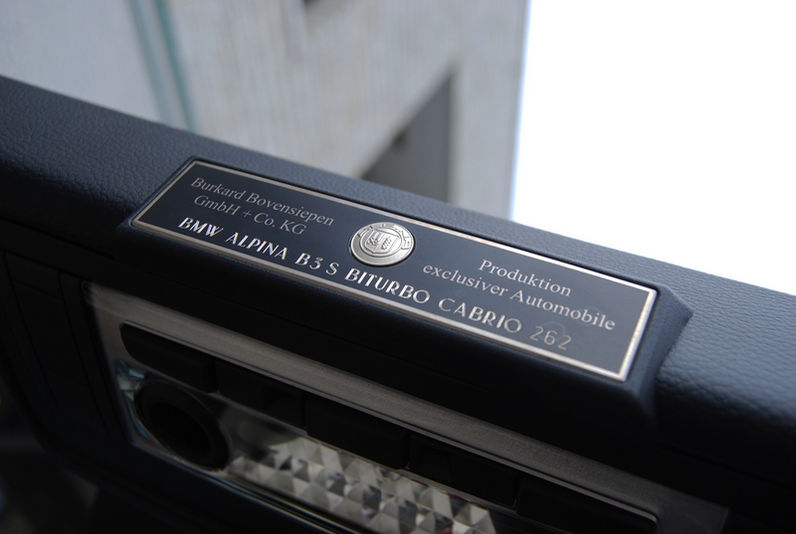 Burkard Bovensiepen
GmbH + Co. KG
Produktion
exclusiver Automobile
BMW ALPINA B3 S BITURBO CABRIO 262